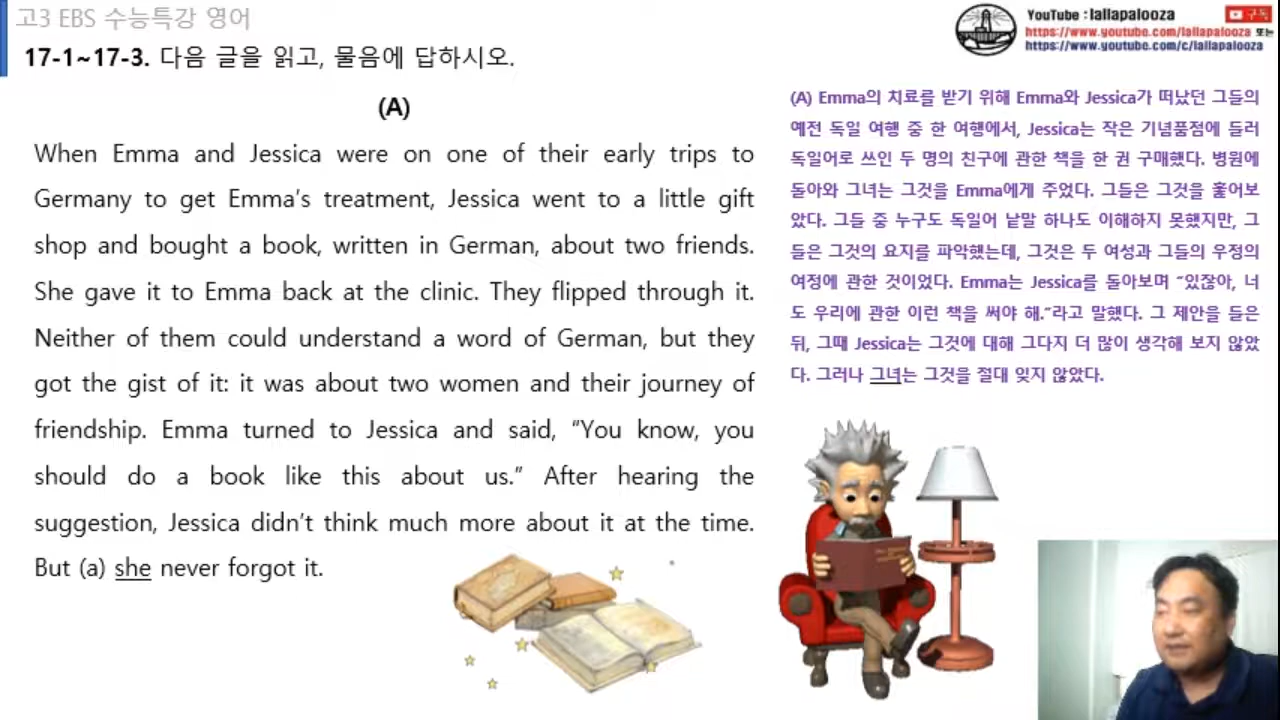 고3 EBS 수능특강 영어
17-1~17-3. 다음 글을 읽고, 물음에 답하시오.
YouTube : lallapalooza
구독
https://www.youtube.com/lallapalooza 또는
https://www.youtube.com/c/lallapalooza
(A)
When Emma and Jessica were on one of their early trips to
Germany to get Emma’s treatment, Jessica went to a little gift
shop and bought a book, written in German, about two friends.
She gave it to Emma back at the clinic. They flipped through it.
Neither of them could understand a word of German, but they
got the gist of it: it was about two women and their journey of
friendship. Emma turned to Jessica and said, “You know, you
should do a book like this about us.” After hearing the
suggestion, Jessica didn’t think much more about it at the time.
But (a) she never forgot it.
(A) Emma의 치료를 받기 위해 Emma와 Jessica가 떠났던 그들의
예전 독일 여행 중 한 여행에서, Jessica는 작은 기념품점에 들러
독일어로 쓰인 두 명의 친구에 관한 책을 한 권 구매했다. 병원에
돌아와 그녀는 그것을 Emma에게 주었다. 그들은 그것을 훑어보
았다. 그들 중 누구도 독일어 낱말 하나도 이해하지 못했지만, 그
들은 그것의 요지를 파악했는데, 그것은 두 여성과 그들의 우정의
여정에 관한 것이었다. Emma는 Jessica를 돌아보며 “있잖아, 너
도 우리에 관한 이런 책을 써야 해.”라고 말했다. 그 제안을 들은
뒤, 그때 Jessica는 그것에 대해 그다지 더 많이 생각해 보지 않았
다. 그러나 그녀는 그것을 절대 잊지 않았다.